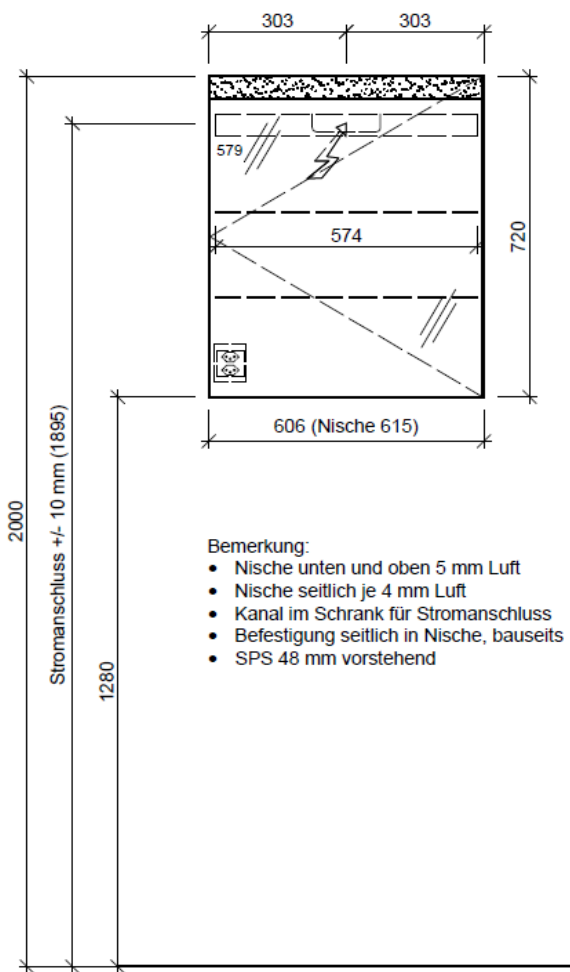 303
303
579
574
720
606 (Nische 615)
2000
Stromanschluss +/- 10 mm (1895)
1280
Bemerkung:
• Nische unten und oben 5 mm Luft
• Nische seitlich je 4 mm Luft
• Kanal im Schrank für Stromanschluss
• Befestigung seitlich in Nische, bauseits
• SPS 48 mm vorstehend